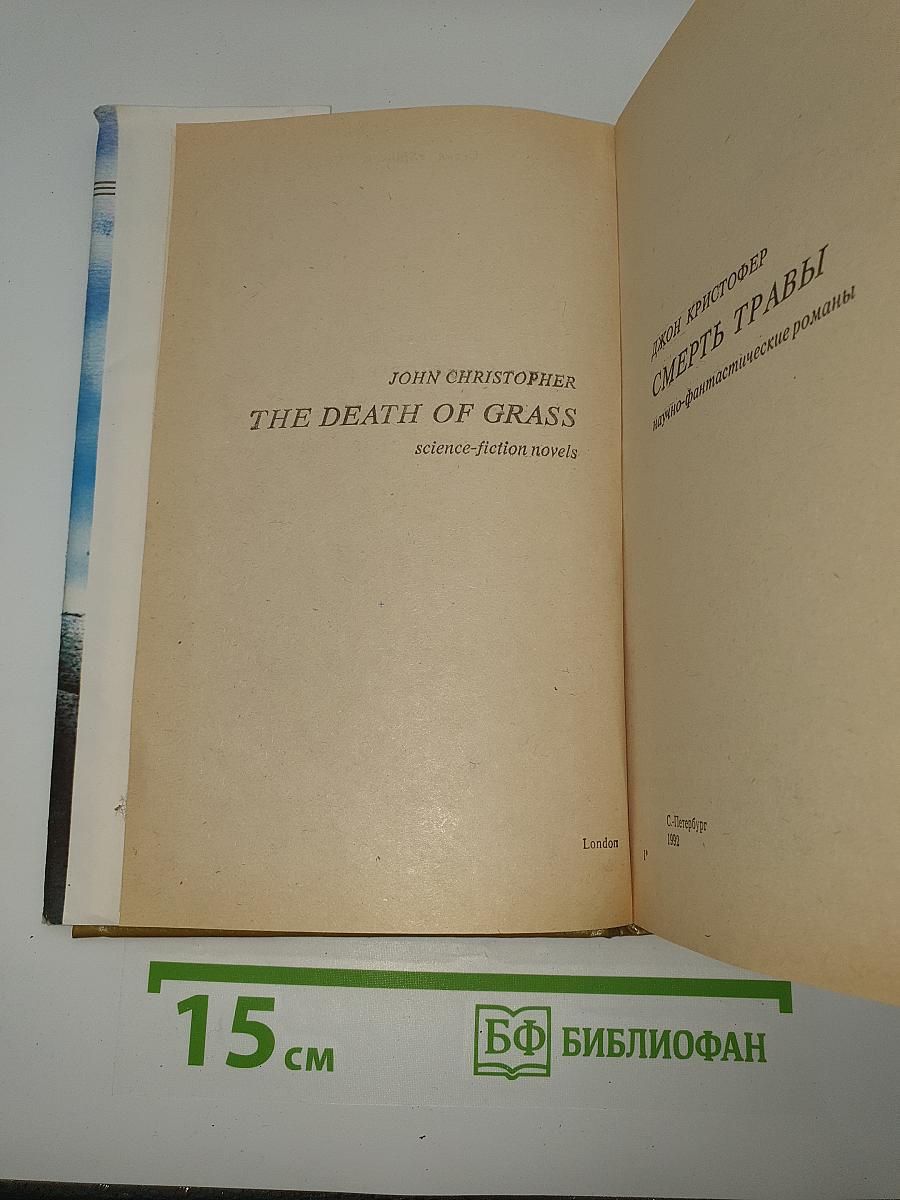 JOHN CHRISTOPHER
THE DEATH OF GRASS
science-fiction novels
London
ДЖОН КРИСТОФЕР
СМЕРТЬ ТРАВЫ
научно-фантастические романы
С.-Петербург
1992
1*
15 см
БФ БИБЛИОФАН